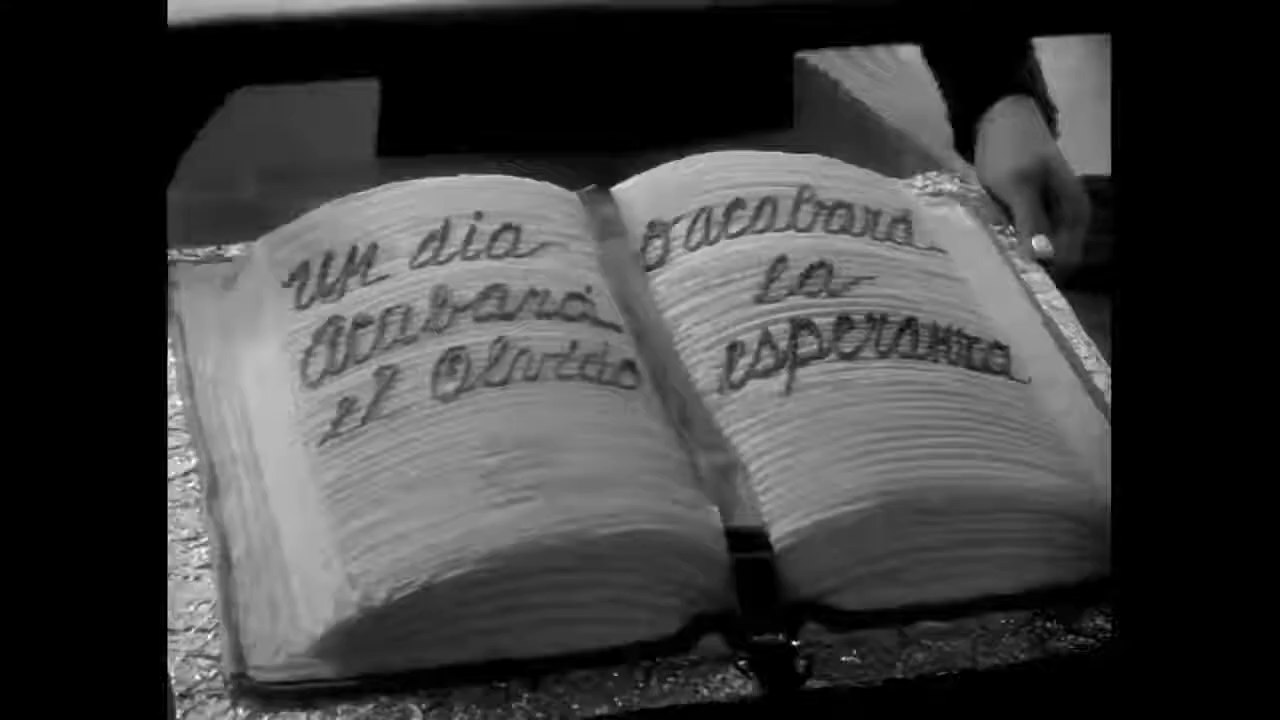 Un dia
acabará
el Olvido
o acabará
la
esperanza